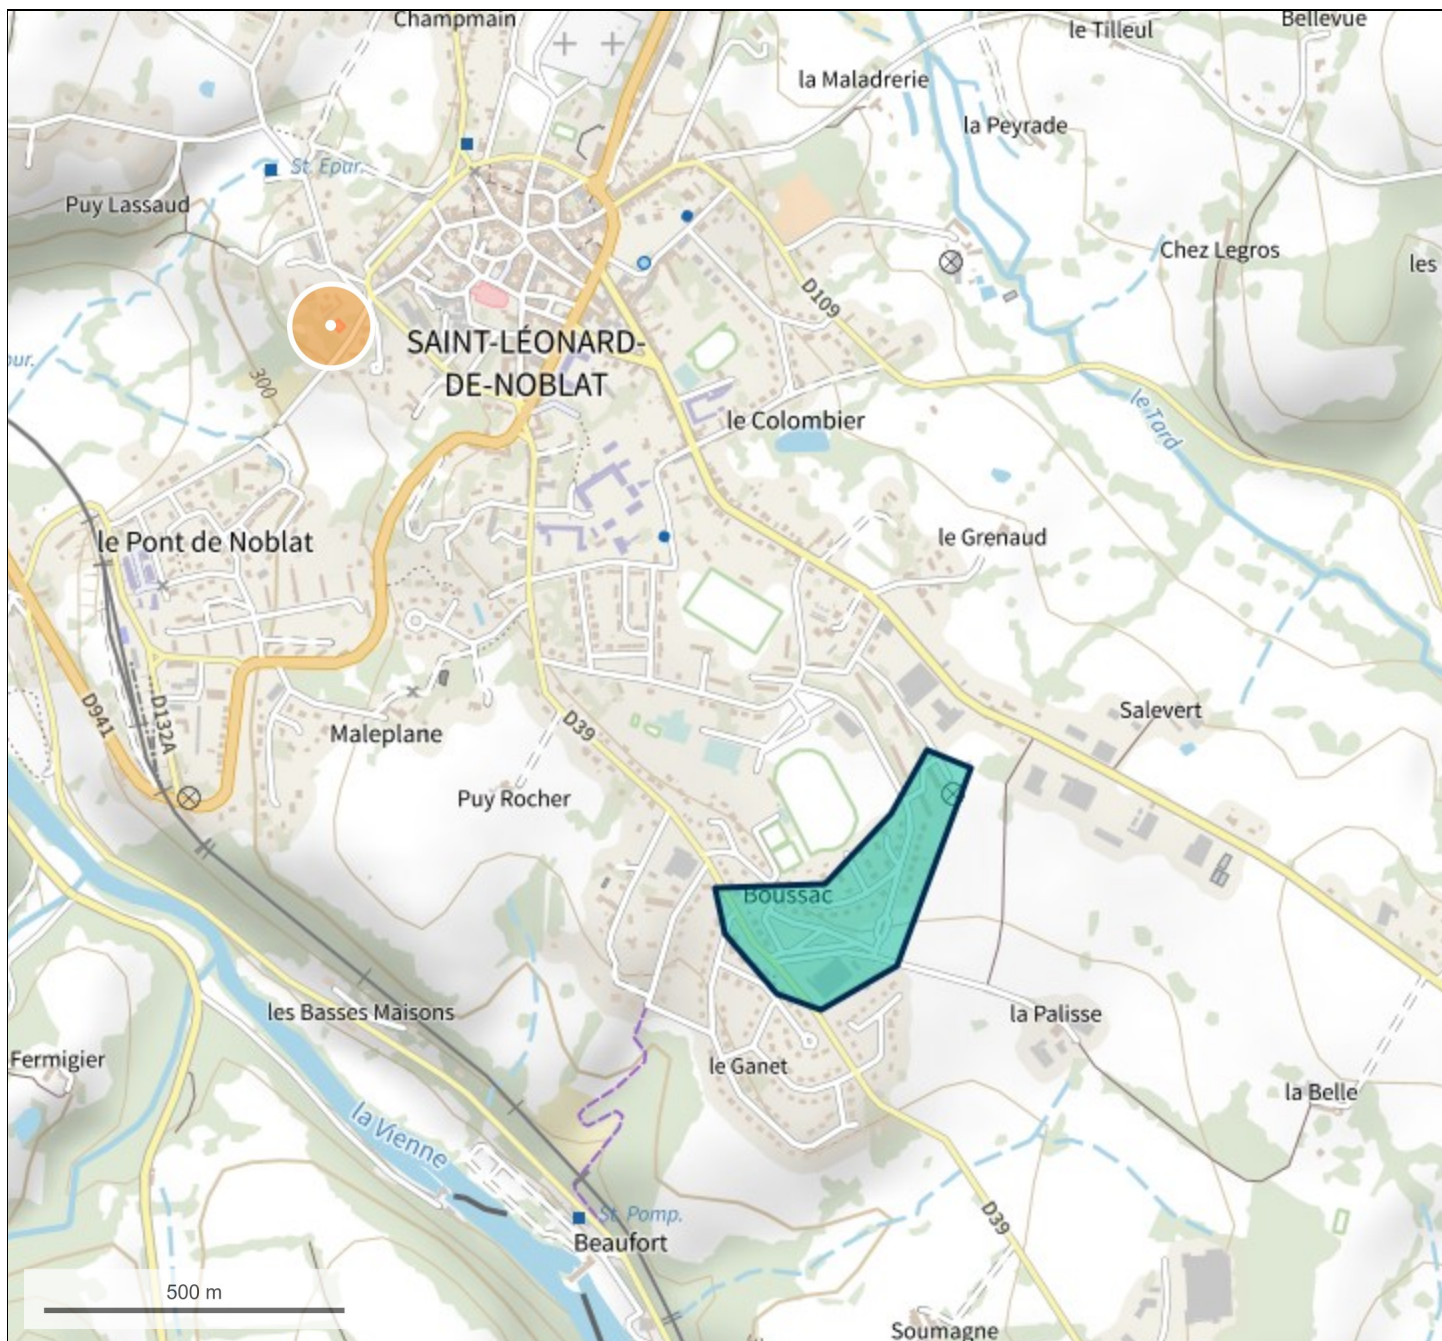 Champmain
Bellevue
le Tilleul
la Maladrerie
la Peyrade
St. Epur.
Puy Lassaud
Chez Legros
les
D109
SAINT-LÉONARD-
DE-NOBLAT
our.
300
le Tard
le Colombier
le Pont de Noblat
le Grenaud
D941
D132A
Maleplane
D39
Salevert
Puy Rocher
Boussac
les Basses Maisons
la Palisse
Fermigier
le Ganet
la Belle
la Vienne
St. Pomp.
Beaufort
D39
500 m
Soumagne